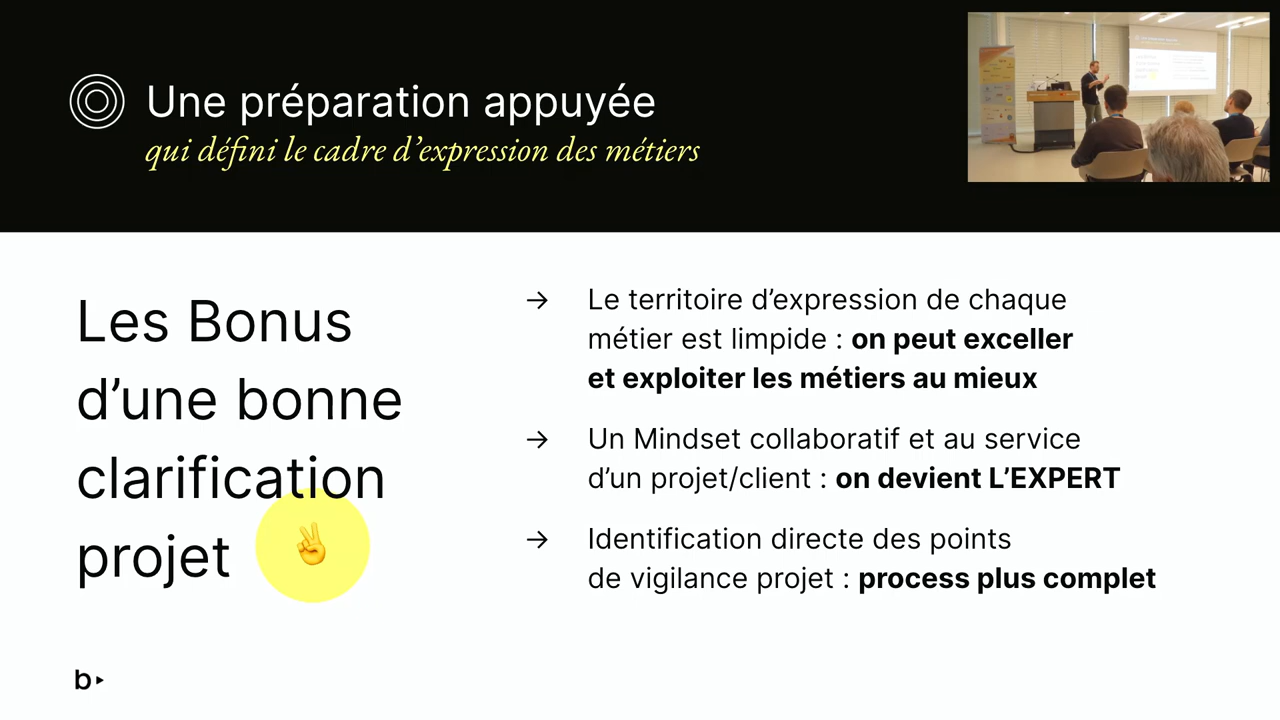 Une préparation appuyée
qui défini le cadre d’expression des métiers
Les Bonus
d’une bonne
clarification
projet
→ Le territoire d’expression de chaque
métier est limpide : on peut exceller
et exploiter les métiers au mieux
→ Un Mindset collaboratif et au service
d’un projet/client : on devient L’EXPERT
→ Identification directe des points
de vigilance projet : process plus complet
b